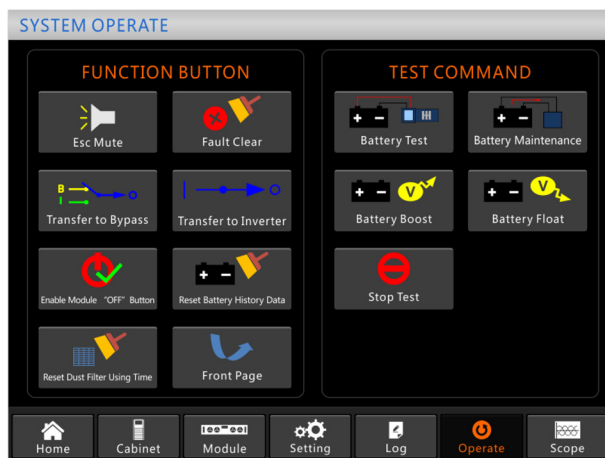 SYSTEM OPERATE
FUNCTION BUTTON
Esc Mute
Fault Clear
B
I
Transfer to Bypass
Transfer to Inverter
Enable Module “OFF” Button
Reset Battery History Data
Reset Dust Filter Using Time
Front Page
TEST COMMAND
Battery Test
Battery Maintenance
V
Battery Boost
V
Battery Float
Stop Test
Home
Cabinet
Module
Setting
Log
Operate
Scope